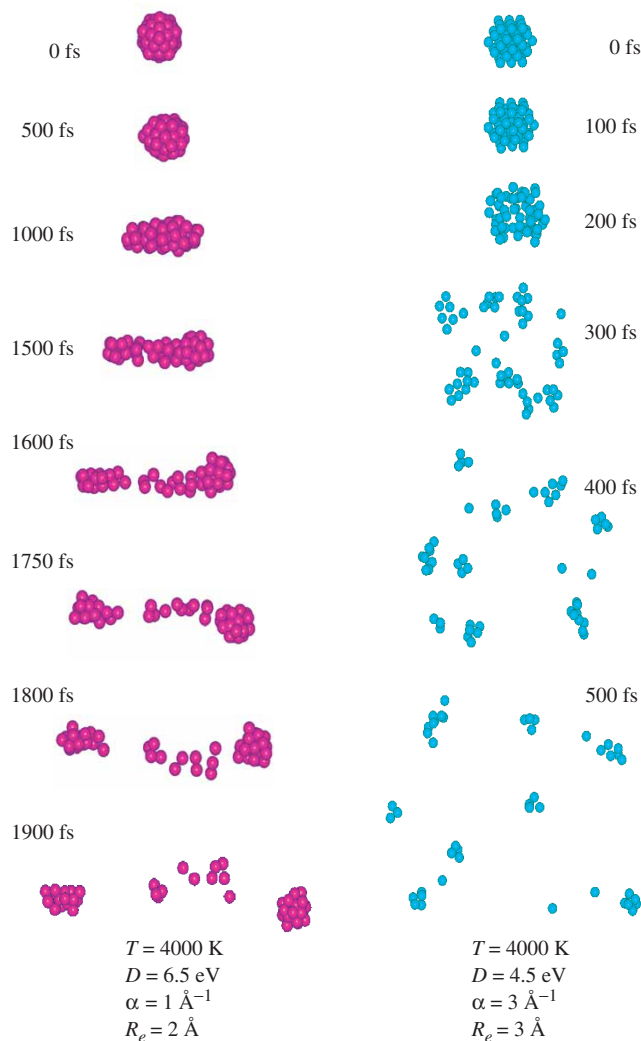 0 fs
500 fs
1000 fs
1500 fs
1600 fs
1750 fs
1800 fs
1900 fs
T = 4000 K
D = 6.5 eV
α = 1 Å⁻¹
Rₑ = 2 Å
0 fs
100 fs
200 fs
300 fs
400 fs
500 fs
T = 4000 K
D = 4.5 eV
α = 3 Å⁻¹
Rₑ = 3 Å